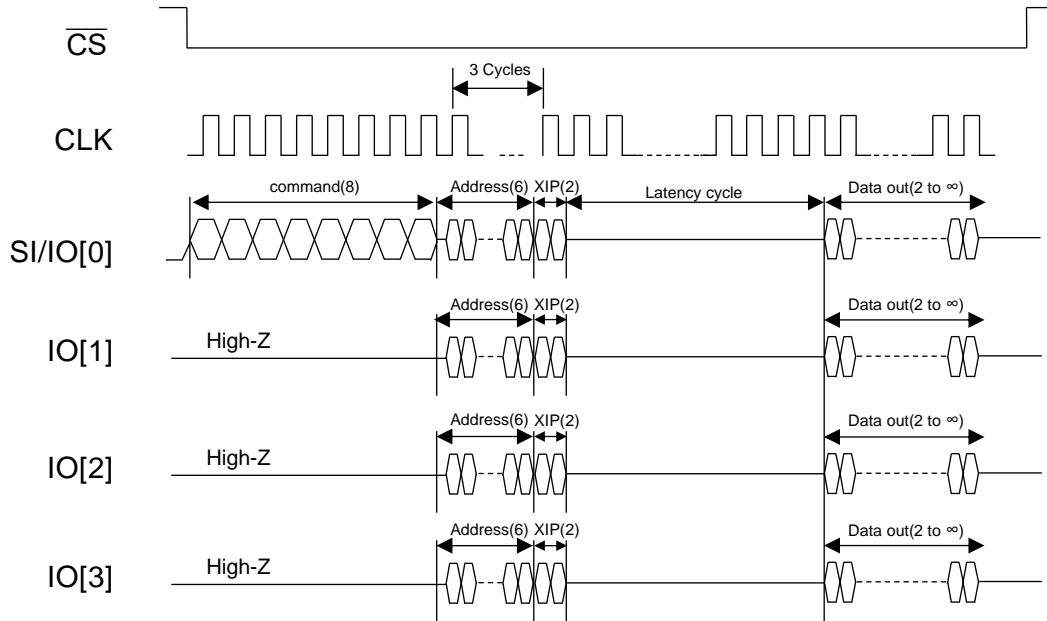 CS
3 Cycles
CLK
command(8)
Address(6)
XIP(2)
Latency cycle
Data out(2 to ∞)
SI/IO[0]
Address(6)
XIP(2)
Data out(2 to ∞)
IO[1]
High-Z
Address(6)
XIP(2)
Data out(2 to ∞)
IO[2]
High-Z
Address(6)
XIP(2)
Data out(2 to ∞)
IO[3]
High-Z